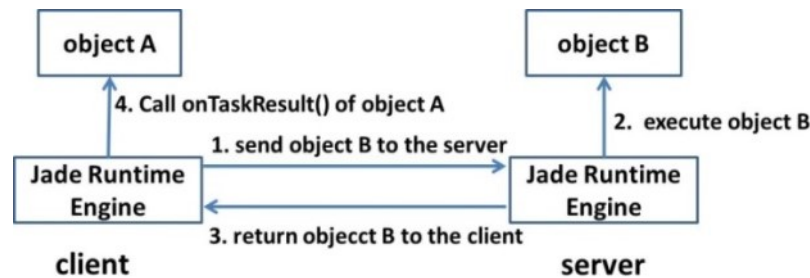 object A
object B
4. Call onTaskResult() of object A
2. execute object B
1. send object B to the server
Jade Runtime
Engine
Jade Runtime
Engine
3. return objecct B to the client
client
server